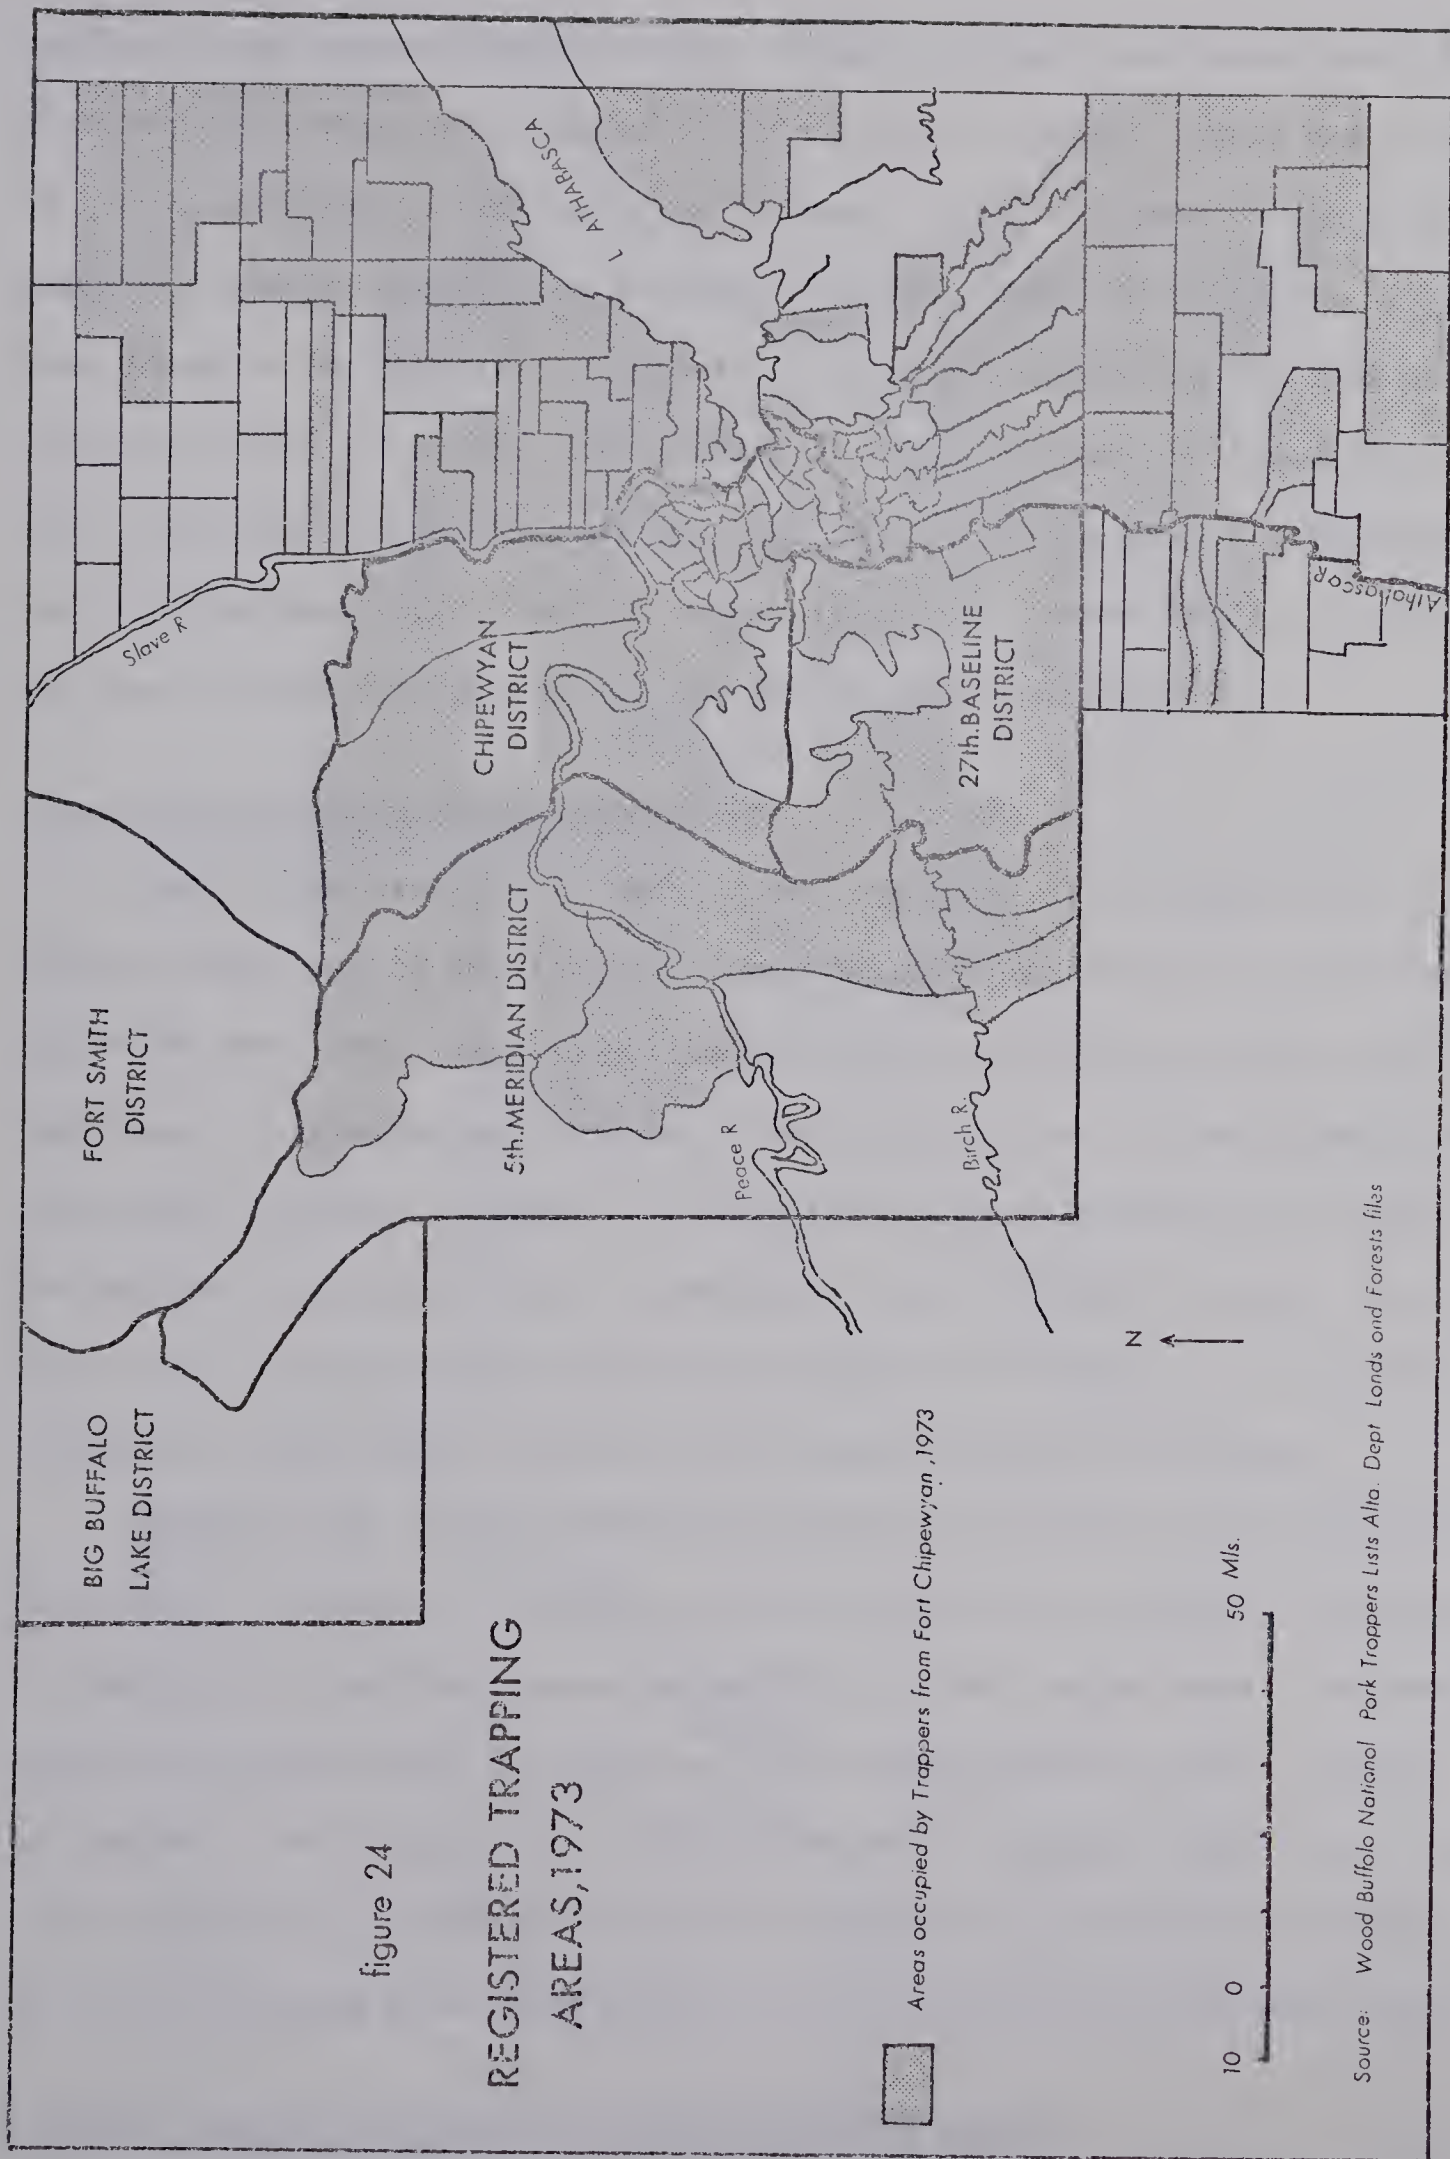 figure 24
REGISTERED TRAPPING
AREAS,1973
BIG BUFFALO
LAKE DISTRICT
FORT SMITH
DISTRICT
Slave R
L ATHABASCA
CHIPEWYAN
DISTRICT
5th.MERIDIAN DISTRICT
27th.BASELINE
DISTRICT
Peace R
Birch R.
Athabasca R
N
Areas occupied by Trappers from Fort Chipewyan ,1973
10 0 50 Mls.
Source: Wood Buffalo National Park Trappers Lists Alta. Dept Lands and Forests files